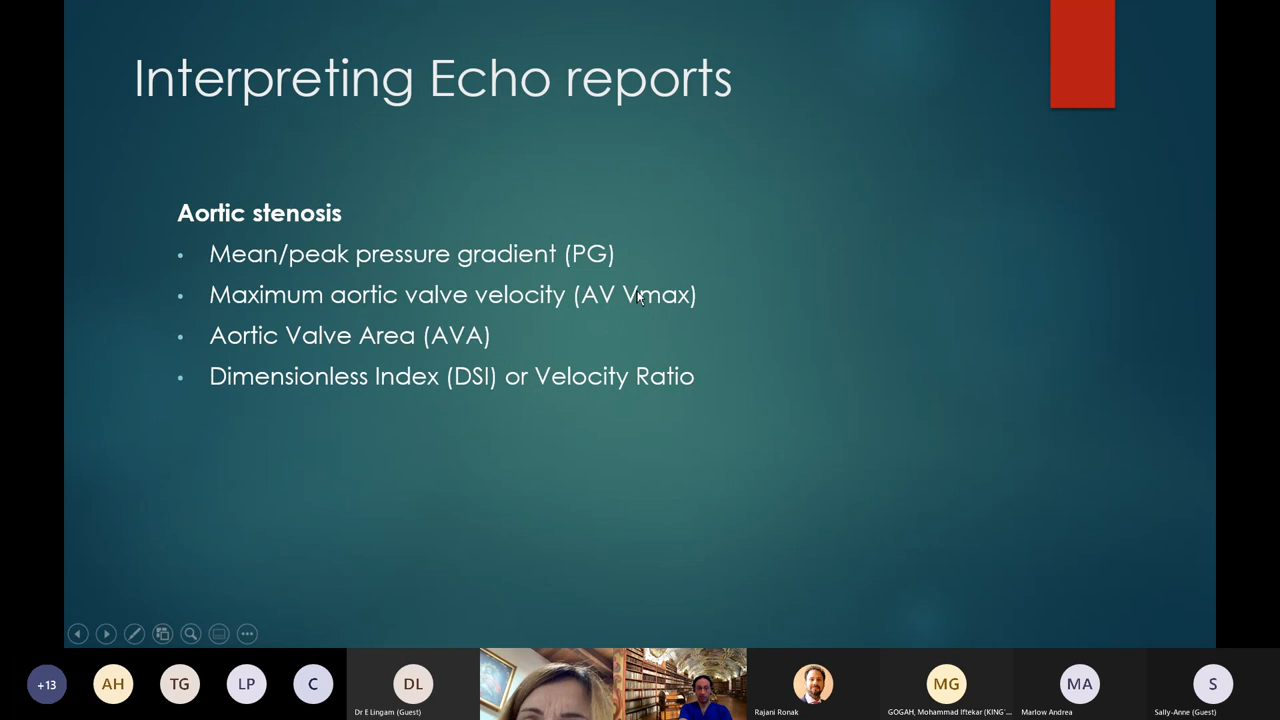 Interpreting Echo reports
Aortic stenosis
• Mean/peak pressure gradient (PG)
• Maximum aortic valve velocity (AV Vmax)
• Aortic Valve Area (AVA)
• Dimensionless Index (DSI) or Velocity Ratio
+13
AH
TG
LP
C
DL
MG
MA
S
Dr E Lingam (Guest)
Rajani Ronak
GOGAH, Mohammad Iftekar (KING'...
Marlow Andrea
Sally-Anne (Guest)